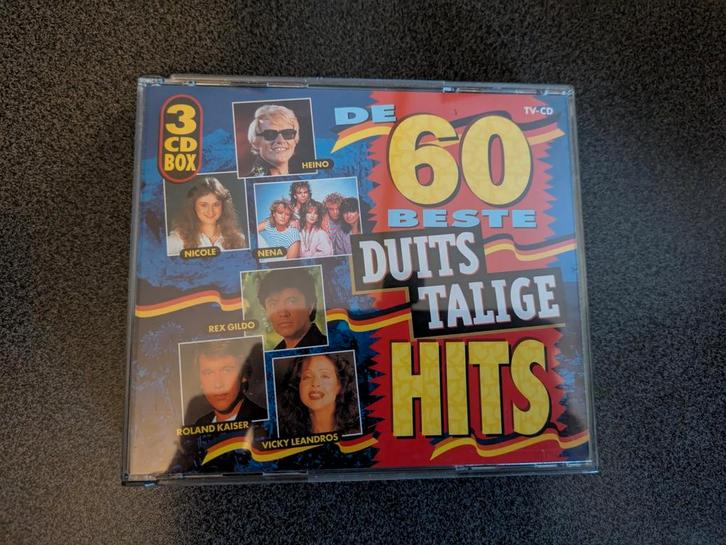 3
CD
BOX
HEINO
NICOLE
NENA
REX GILDO
ROLAND KAISER
VICKY LEANDROS
TV-CD
DE
60
BESTE
DUITS
TALIGE
HITS